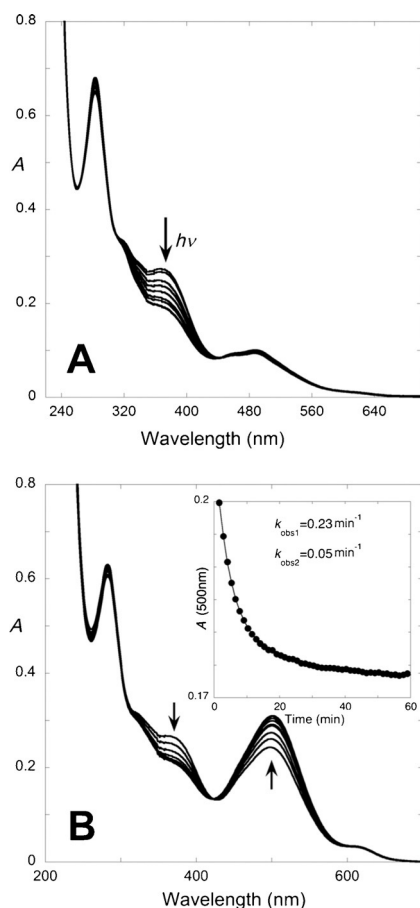 0.8
0.6
A
0.4
0.2
0
hν
A
240 320 400 480 560 640
Wavelength (nm)
0.8
0.6
A
0.4
0.2
0
0.2
A (500nm)
0.17
k obs1 =0.23 min -1
k obs2 =0.05 min -1
0 20 40 60
Time (min)
B
200 400 600
Wavelength (nm)